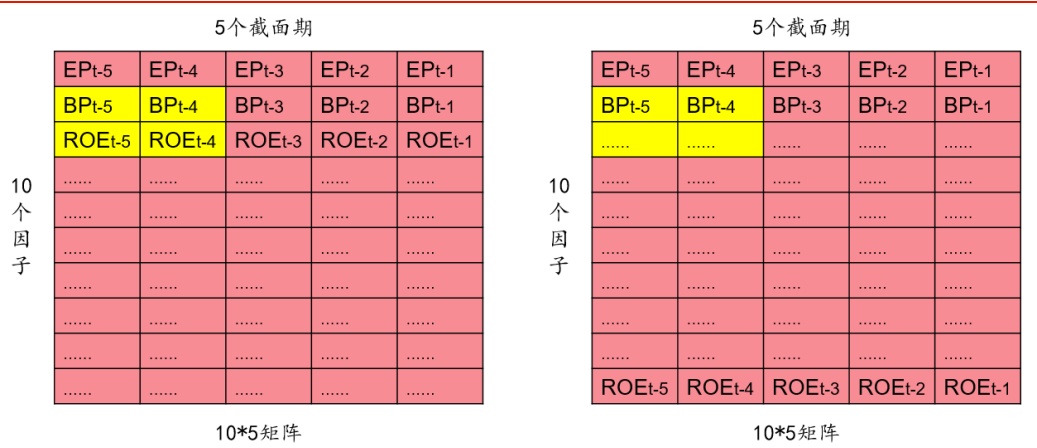 5个截面期
EPt-5 EPt-4 EPt-3 EPt-2 EPt-1
BPt-5 BPt-4 BPt-3 BPt-2 BPt-1
ROEt-5 ROEt-4 ROEt-3 ROEt-2 ROEt-1
...... ...... ...... ...... ......
...... ...... ...... ...... ......
...... ...... ...... ...... ......
...... ...... ...... ...... ......
...... ...... ...... ...... ......
...... ...... ...... ...... ......
...... ...... ...... ...... ......
10个因子
10*5矩阵
5个截面期
EPt-5 EPt-4 EPt-3 EPt-2 EPt-1
BPt-5 BPt-4 BPt-3 BPt-2 BPt-1
...... ...... ...... ...... ......
...... ...... ...... ...... ......
...... ...... ...... ...... ......
...... ...... ...... ...... ......
...... ...... ...... ...... ......
...... ...... ...... ...... ......
...... ...... ...... ...... ......
ROEt-5 ROEt-4 ROEt-3 ROEt-2 ROEt-1
10个因子
10*5矩阵